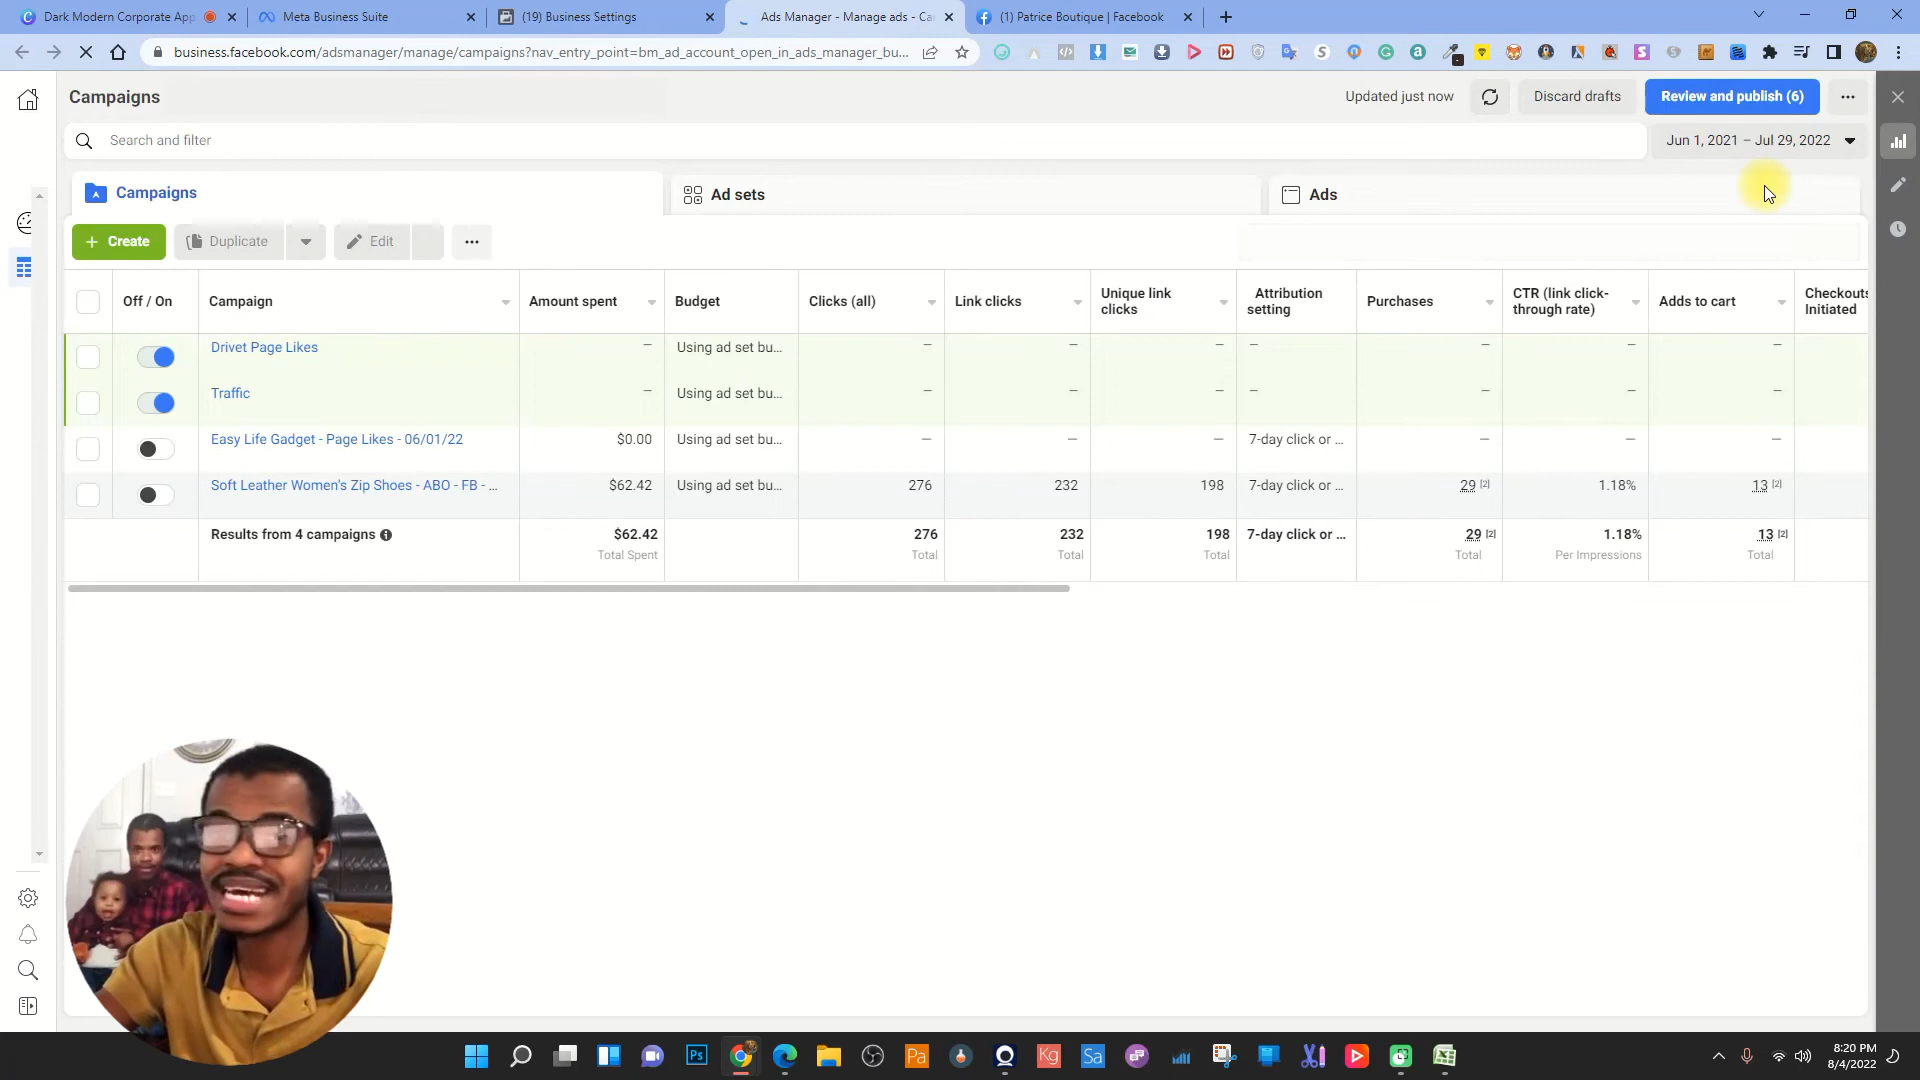 Dark Modern Corporate App
Meta Business Suite
(19) Business Settings
Ads Manager - Manage ads - Ca
(1) Patrice Boutique | Facebook
business.facebook.com/adsmanager/manage/campaigns?nav_entry_point=bm_ad_account_open_in_ads_manager_bu...
Campaigns
Updated just now
Discard drafts
Review and publish (6)
Search and filter
Jun 1, 2021 – Jul 29, 2022
Campaigns
Ad sets
Ads
+ Create
Duplicate
Edit
Off / On
Campaign
Amount spent
Budget
Clicks (all)
Link clicks
Unique link
clicks
Attribution
setting
Purchases
CTR (link click-
through rate)
Adds to cart
Checkouts
Initiated
Drivet Page Likes – Using ad set bu... – – – – – – –
Traffic – Using ad set bu... – – – – – – –
Easy Life Gadget - Page Likes - 06/01/22 $0.00 Using ad set bu... – – – 7-day click or ... – – –
Soft Leather Women's Zip Shoes - ABO - FB - ... $62.42 Using ad set bu... 276 232 198 7-day click or ... 29 [2] 1.18% 13 [2]
Results from 4 campaigns $62.42 276 232 198 7-day click or ... 29 [2] 1.18% 13 [2]
Total Spent Total Total Total Total Per Impressions Total
Ps
Pa
Kg
Sa
8:20 PM
8/4/2022